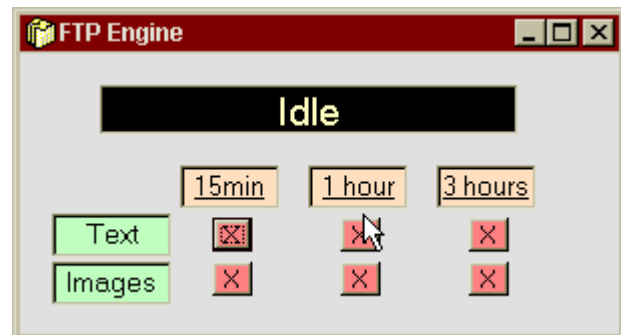 FTP Engine
Idle
15min 1 hour 3 hours
Text X X X
Images X X X